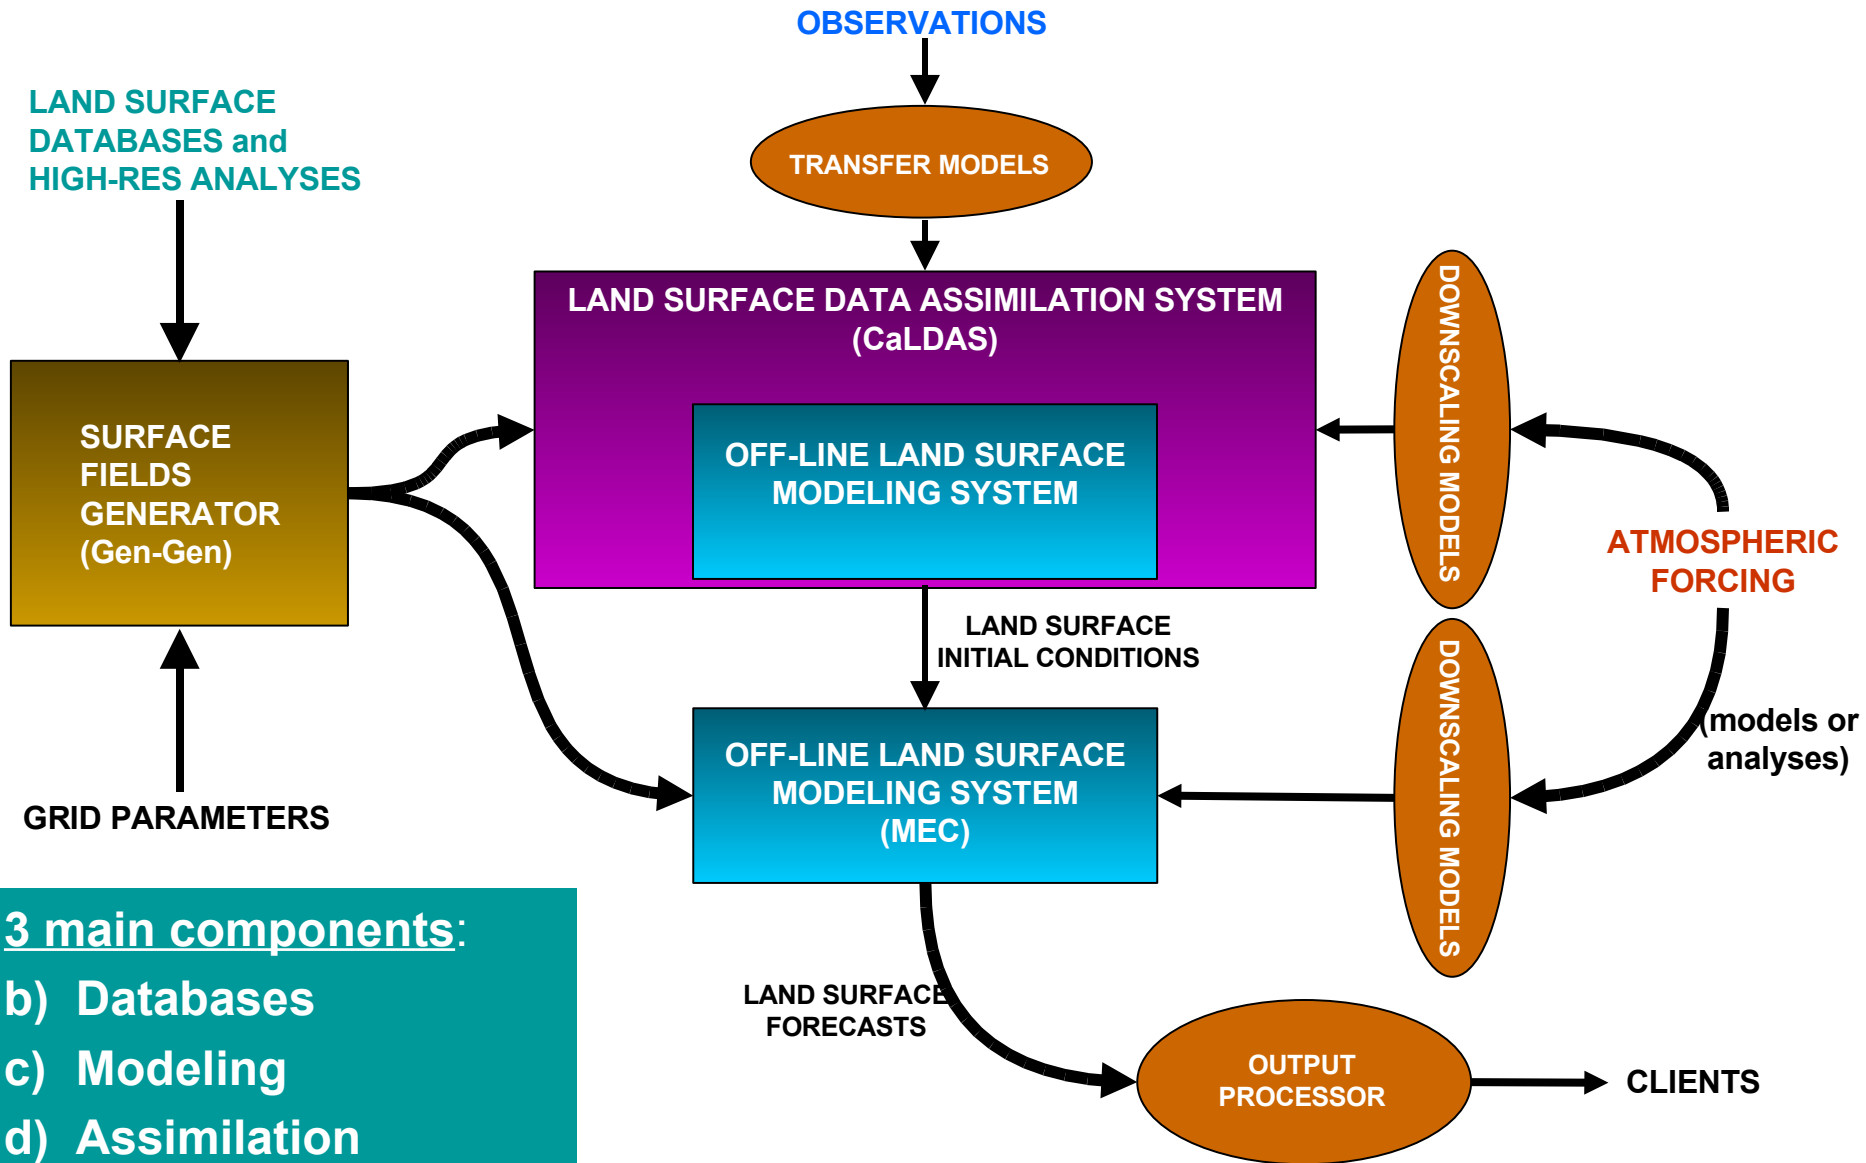 OBSERVATIONS
LAND SURFACE
DATABASES and
HIGH-RES ANALYSES
TRANSFER MODELS
LAND SURFACE DATA ASSIMILATION SYSTEM
(CaLDAS)
DOWNSCALING MODELS
SURFACE
FIELDS
GENERATOR
(Gen-Gen)
OFF-LINE LAND SURFACE
MODELING SYSTEM
ATMOSPHERIC
FORCING
LAND SURFACE
INITIAL CONDITIONS
DOWNSCALING MODELS
(models or
analyses)
OFF-LINE LAND SURFACE
MODELING SYSTEM
(MEC)
GRID PARAMETERS
3 main components:
b) Databases
c) Modeling
d) Assimilation
LAND SURFACE
FORECASTS
OUTPUT
PROCESSOR
CLIENTS